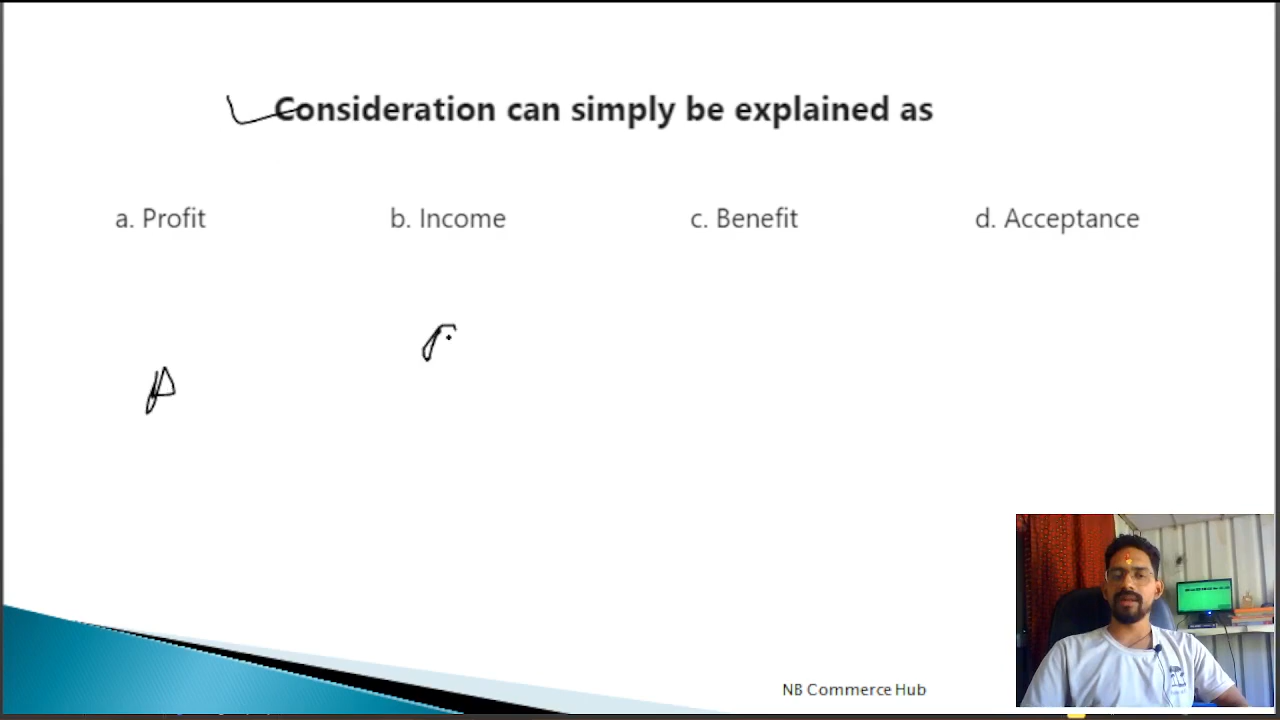 Consideration can simply be explained as
a. Profit b. Income c. Benefit d. Acceptance
A
NB Commerce Hub